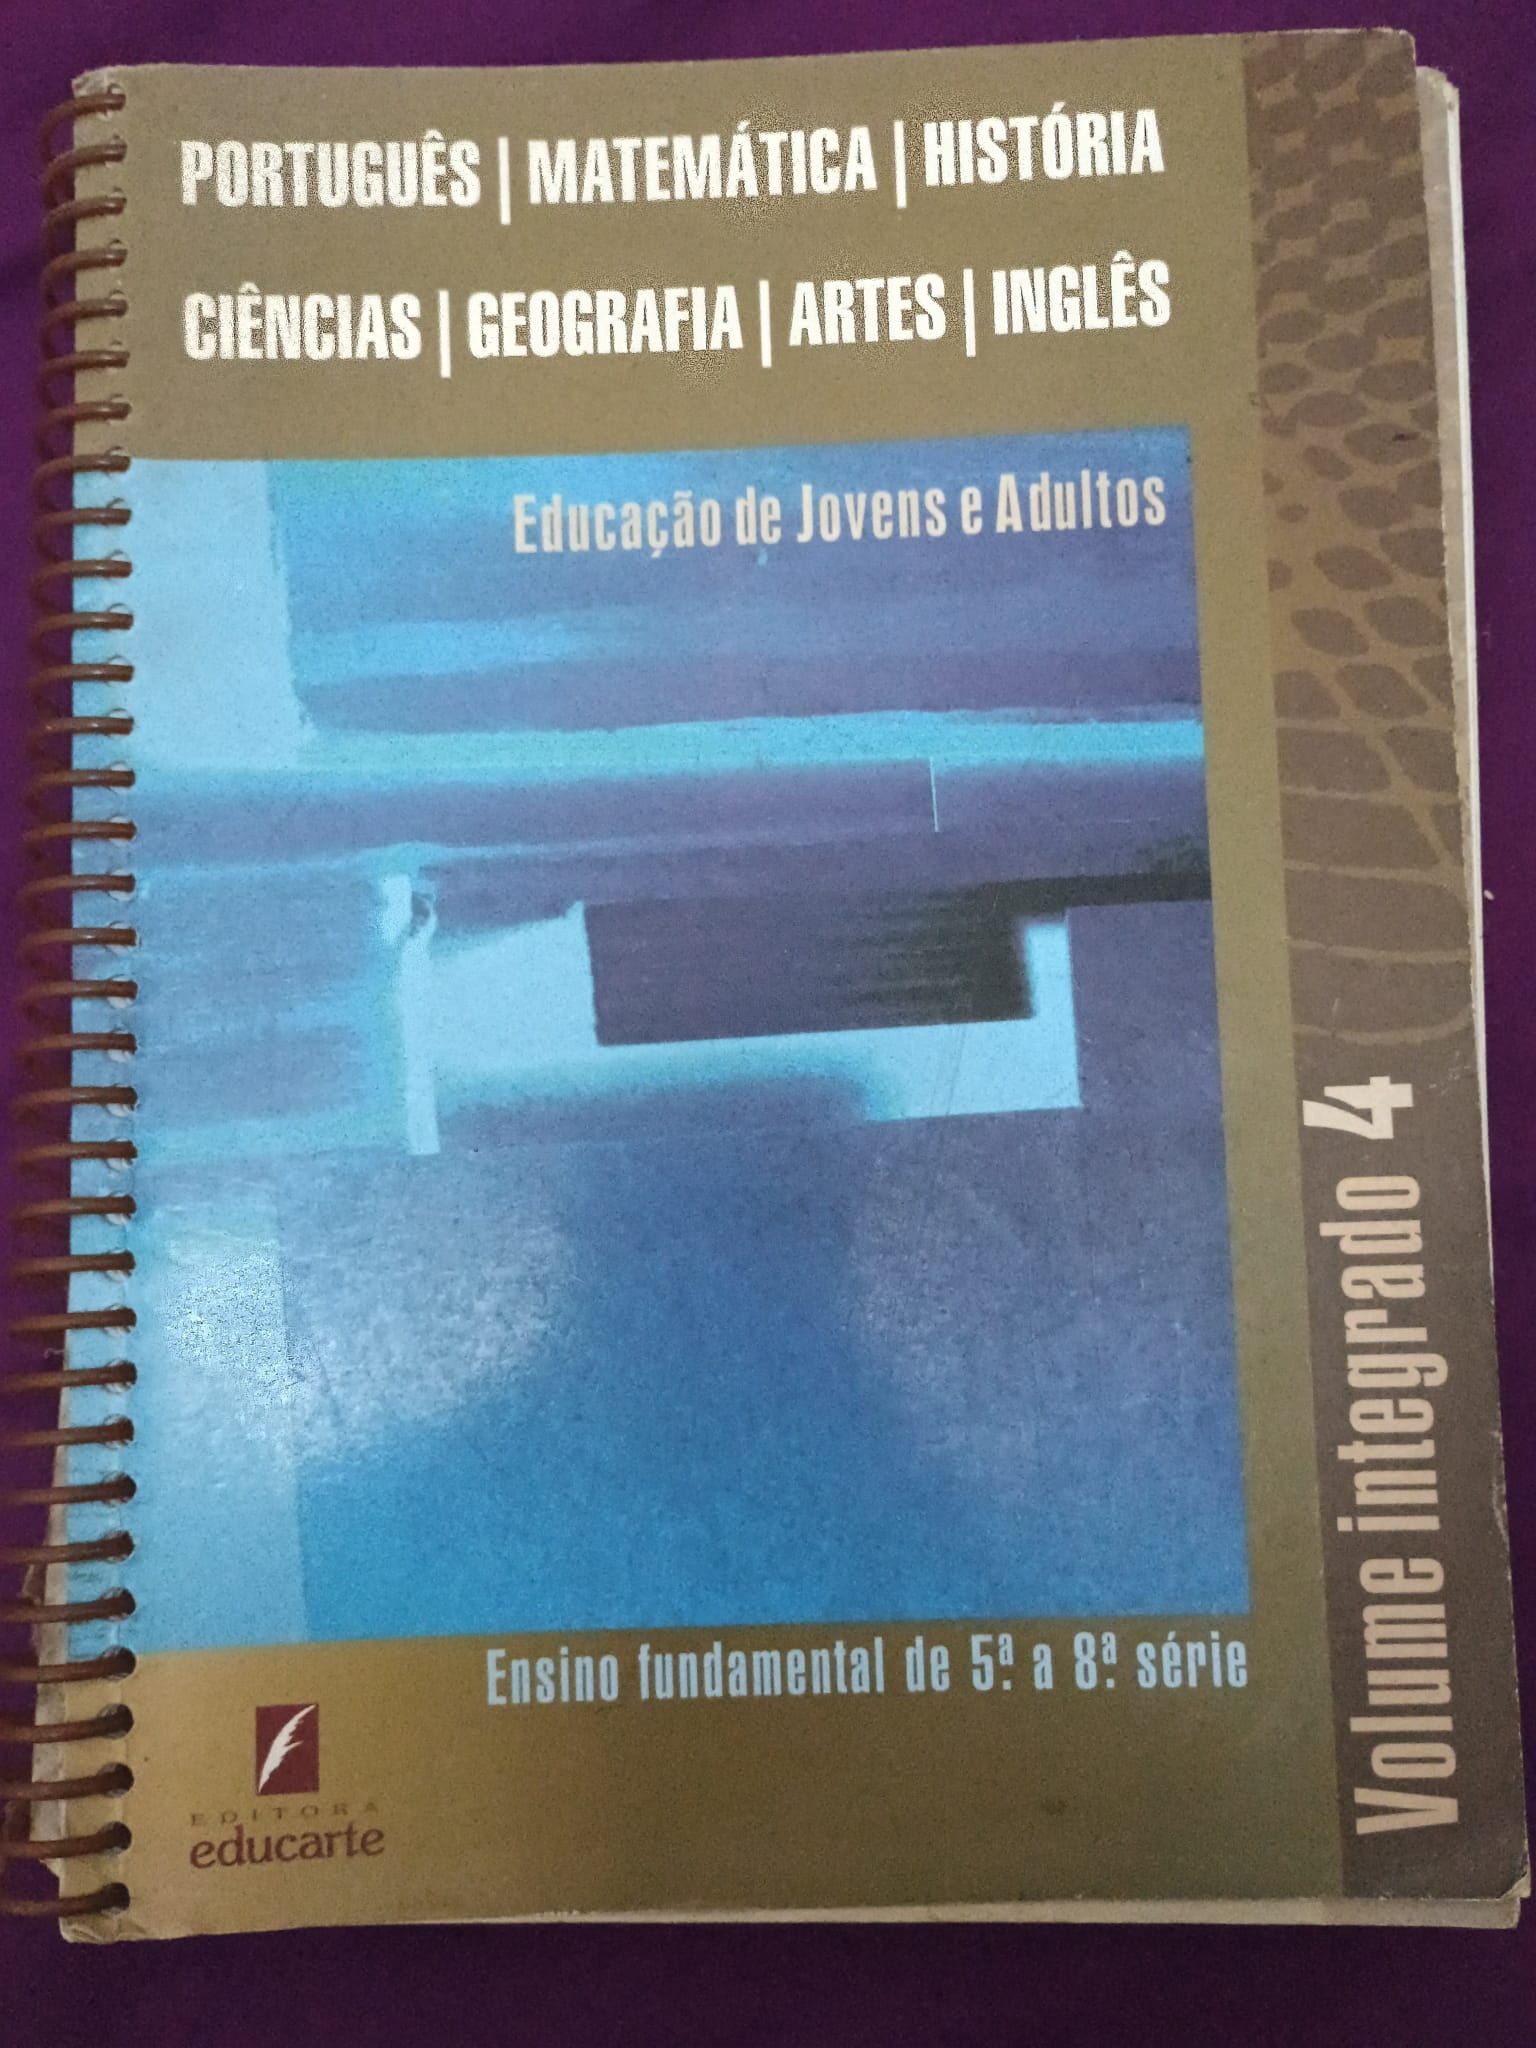 PORTUGUÊS | MATEMÁTICA | HISTÓRIA
CIÊNCIAS | GEOGRAFIA | ARTES | INGLÊS
Educação de Jovens e Adultos
Ensino fundamental de 5ª. a 8ª. série
EDITORA
educarte
Volume integrado 4